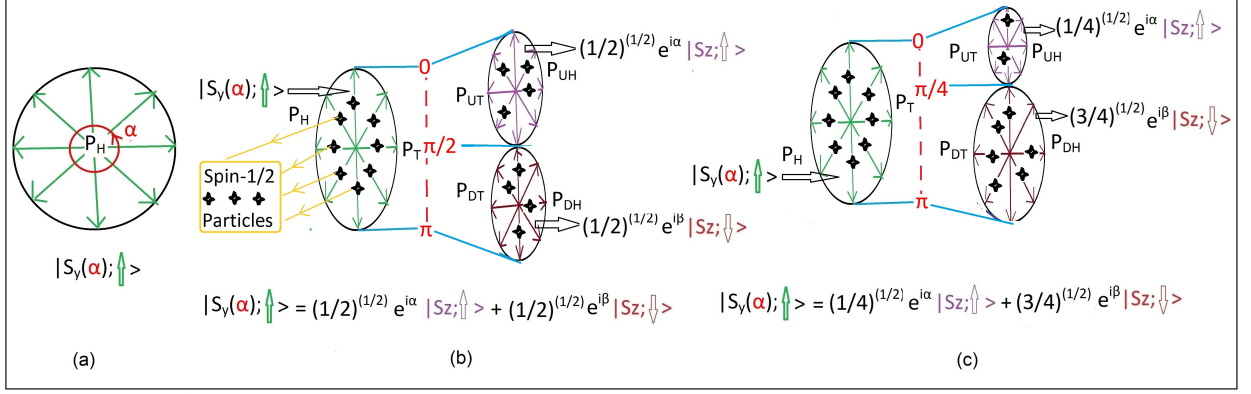 P_H α
|S_y(α);⇑>
(a)
|S_y(α);⇑>
P_H
P_T
0
π/2
π
Spin-1/2
Particles
P_UT
P_UH
(1/2)^(1/2) e^iα |Sz;⇑>
P_DT
P_DH
(1/2)^(1/2) e^iβ |Sz;⇓>
|S_y(α);⇑> = (1/2)^(1/2) e^iα |Sz;⇑> + (1/2)^(1/2) e^iβ |Sz;⇓>
(b)
|S_y(α);⇑>
P_H
P_T
0
π/4
π
P_UT
P_UH
(1/4)^(1/2) e^iα |Sz;⇑>
P_DT
P_DH
(3/4)^(1/2) e^iβ |Sz;⇓>
|S_y(α);⇑> = (1/4)^(1/2) e^iα |Sz;⇑> + (3/4)^(1/2) e^iβ |Sz;⇓>
(c)